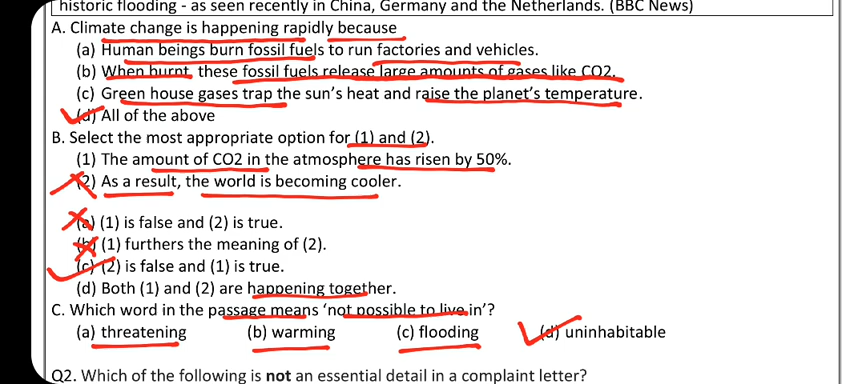 historic flooding - as seen recently in China, Germany and the Netherlands. (BBC News)
A. Climate change is happening rapidly because
(a) Human beings burn fossil fuels to run factories and vehicles.
(b) When burnt, these fossil fuels release large amounts of gases like CO2.
(c) Green house gases trap the sun's heat and raise the planet's temperature.
(d) All of the above
B. Select the most appropriate option for (1) and (2).
(1) The amount of CO2 in the atmosphere has risen by 50%.
(2) As a result, the world is becoming cooler.
(a) (1) is false and (2) is true.
(b) (1) furthers the meaning of (2).
(c) (2) is false and (1) is true.
(d) Both (1) and (2) are happening together.
C. Which word in the passage means 'not possible to live in'?
(a) threatening (b) warming (c) flooding (d) uninhabitable
Q2. Which of the following is not an essential detail in a complaint letter?